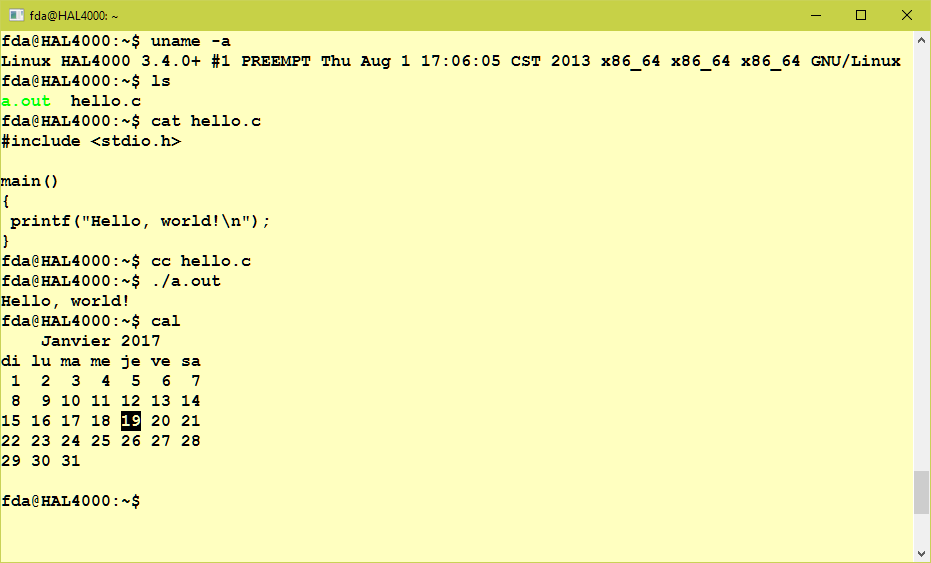 fda@HAL4000: ~
fda@HAL4000:~$ uname -a
Linux HAL4000 3.4.0+ #1 PREEMPT Thu Aug 1 17:06:05 CST 2013 x86_64 x86_64 x86_64 GNU/Linux
fda@HAL4000:~$ ls
a.out  hello.c
fda@HAL4000:~$ cat hello.c
#include <stdio.h>

main()
{
 printf("Hello, world!\n");
}
fda@HAL4000:~$ cc hello.c
fda@HAL4000:~$ ./a.out
Hello, world!
fda@HAL4000:~$ cal
    Janvier 2017
di lu ma me je ve sa
 1  2  3  4  5  6  7
 8  9 10 11 12 13 14
15 16 17 18 19 20 21
22 23 24 25 26 27 28
29 30 31

fda@HAL4000:~$